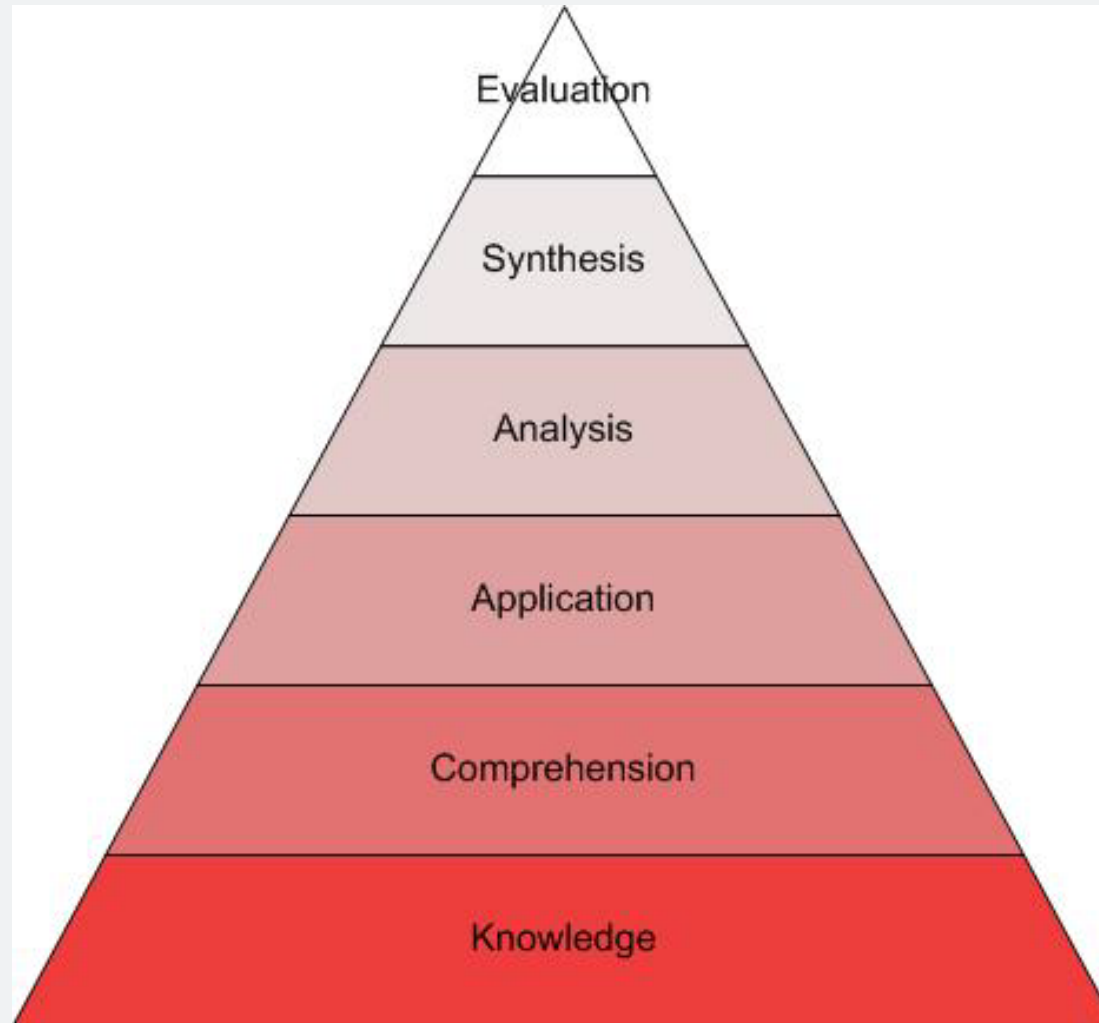 Evaluation
Synthesis
Analysis
Application
Comprehension
Knowledge